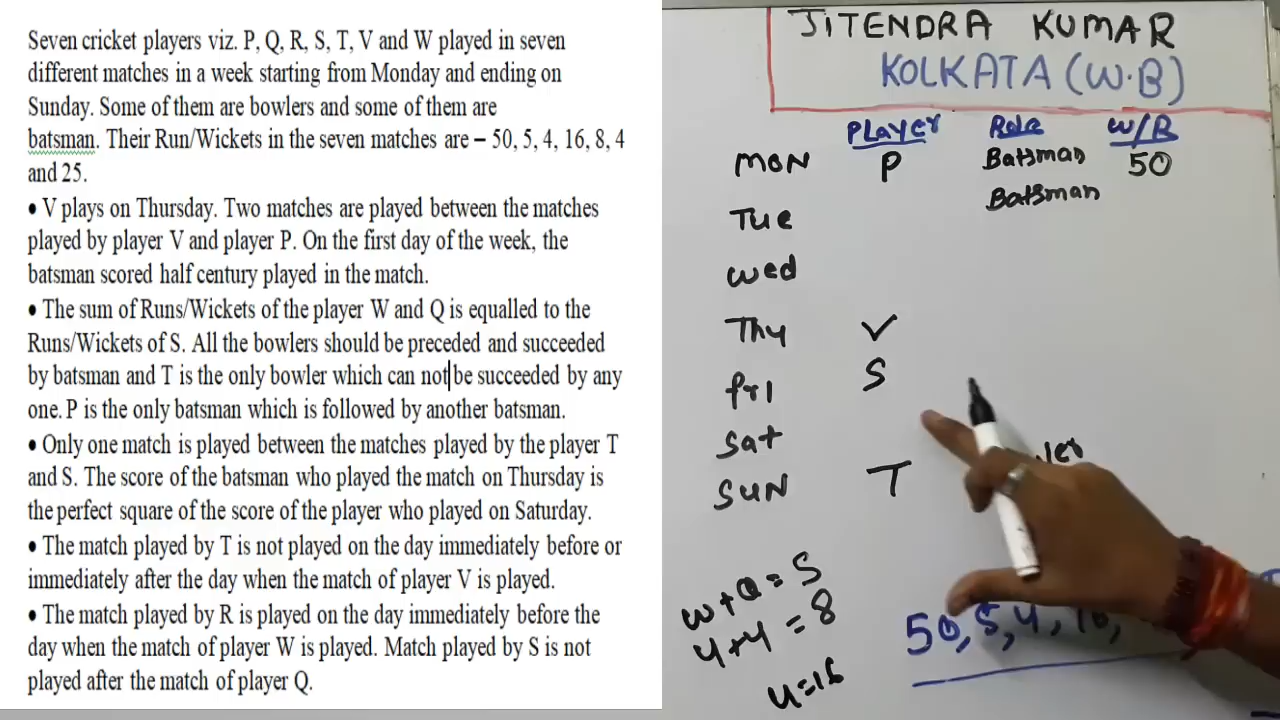 Seven cricket players viz. P, Q, R, S, T, V and W played in seven
different matches in a week starting from Monday and ending on
Sunday. Some of them are bowlers and some of them are
batsman. Their Run/Wickets in the seven matches are – 50, 5, 4, 16, 8, 4
and 25.
• V plays on Thursday. Two matches are played between the matches
played by player V and player P. On the first day of the week, the
batsman scored half century played in the match.
• The sum of Runs/Wickets of the player W and Q is equalled to the
Runs/Wickets of S. All the bowlers should be preceded and succeeded
by batsman and T is the only bowler which can not be succeeded by any
one. P is the only batsman which is followed by another batsman.
• Only one match is played between the matches played by the player T
and S. The score of the batsman who played the match on Thursday is
the perfect square of the score of the player who played on Saturday.
• The match played by T is not played on the day immediately before or
immediately after the day when the match of player V is played.
• The match played by R is played on the day immediately before the
day when the match of player W is played. Match played by S is not
played after the match of player Q.
JITENDRA KUMAR
KOLKATA (W.B)
PLayer Role W/R
MON P Batsman 50
Tue Batsman
Wed
Thu V
fri S
Sat
SUN T
W+Q=S
4+4=8
4=16
50, 5, 4, 16,